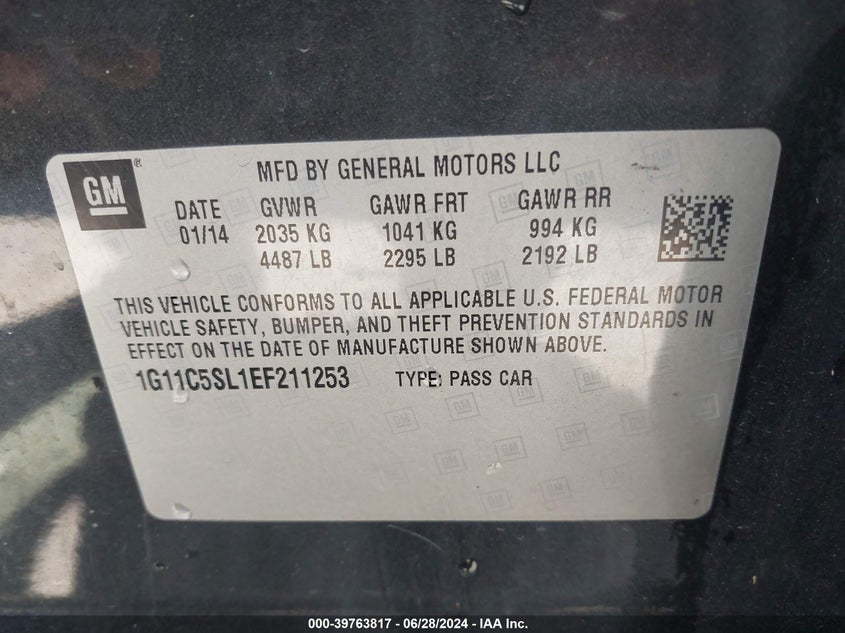 GM®
MFD BY GENERAL MOTORS LLC
DATE GVWR GAWR FRT GAWR RR
01/14 2035 KG 1041 KG 994 KG
4487 LB 2295 LB 2192 LB
THIS VEHICLE CONFORMS TO ALL APPLICABLE U.S. FEDERAL MOTOR
VEHICLE SAFETY, BUMPER, AND THEFT PREVENTION STANDARDS IN
EFFECT ON THE DATE OF MANUFACTURE SHOWN ABOVE.
1G11C5SL1EF211253 TYPE: PASS CAR
000-39763817 | 06/28/2024 | IAA Inc.